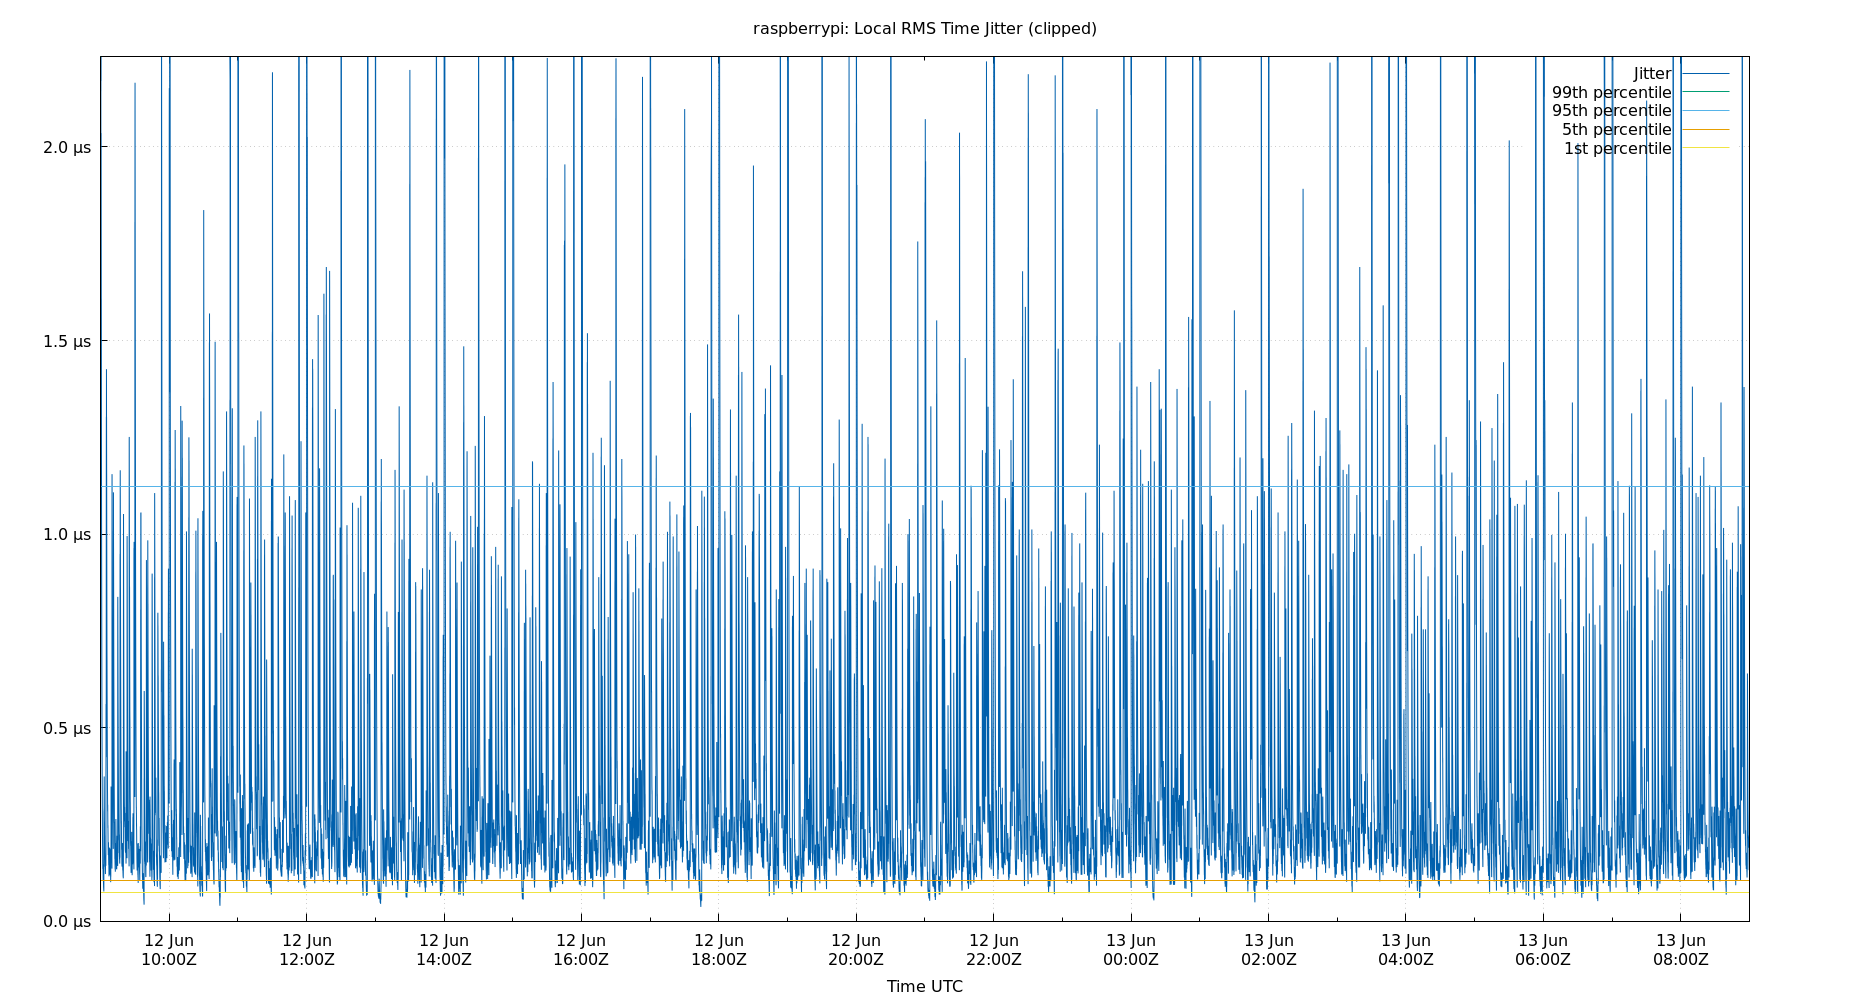 raspberrypi: Local RMS Time Jitter (clipped)
Jitter
99th percentile
95th percentile
5th percentile
1st percentile
2.0 µs
1.5 µs
1.0 µs
0.5 µs
0.0 µs
12 Jun 12 Jun 12 Jun 12 Jun 12 Jun 12 Jun 12 Jun 13 Jun 13 Jun 13 Jun 13 Jun 13 Jun
10:00Z 12:00Z 14:00Z 16:00Z 18:00Z 20:00Z 22:00Z 00:00Z 02:00Z 04:00Z 06:00Z 08:00Z
Time UTC